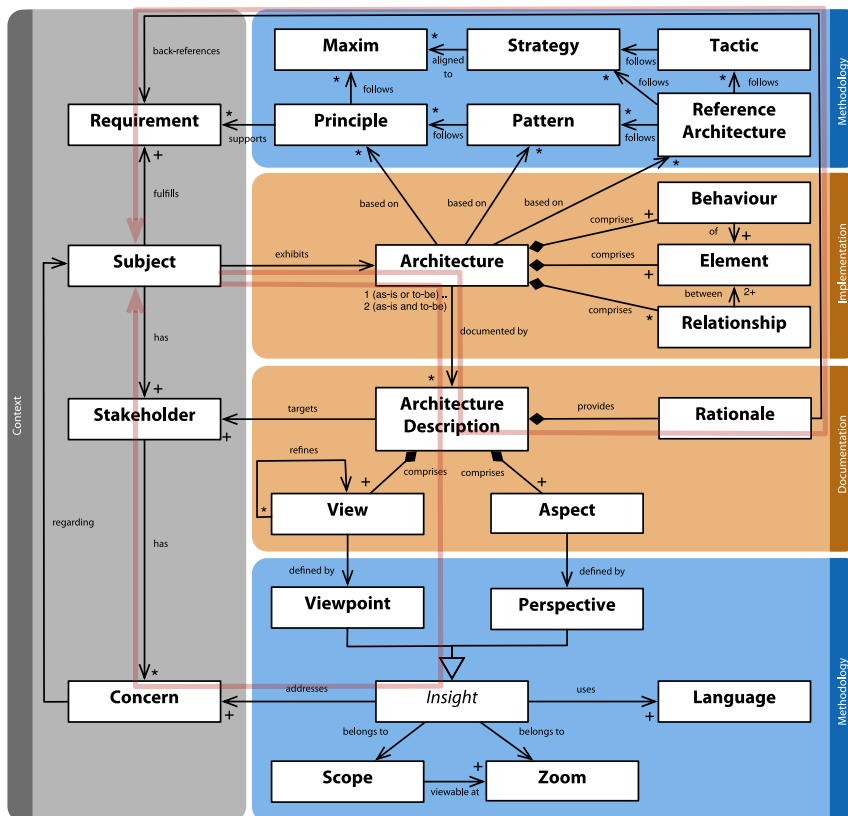 Maxim
*
aligned
to
Strategy
follows
Tactic
back-references
*
follows
*
follows
*
follows
Requirement
*
supports
Principle
*
follows
Pattern
*
follows
Reference
Architecture
+
*
*
*
fulfills
based on
based on
based on
Behaviour
comprises
+
of
+
Subject
exhibits
Architecture
comprises
+
Element
1 (as-is or to-be) ..
2 (as-is and to-be)
between
2+
comprises
*
Relationship
documented by
has
+
*
Stakeholder
+
targets
Architecture
Description
provides
Rationale
refines
comprises
comprises
+
+
*
View
Aspect
regarding
has
defined by
defined by
Viewpoint
Perspective
*
Concern
+
addresses
Insight
uses
+
Language
belongs to
belongs to
Scope
viewable at
+
Zoom
Context
Methodology
Implementation
Documentation
Methodology